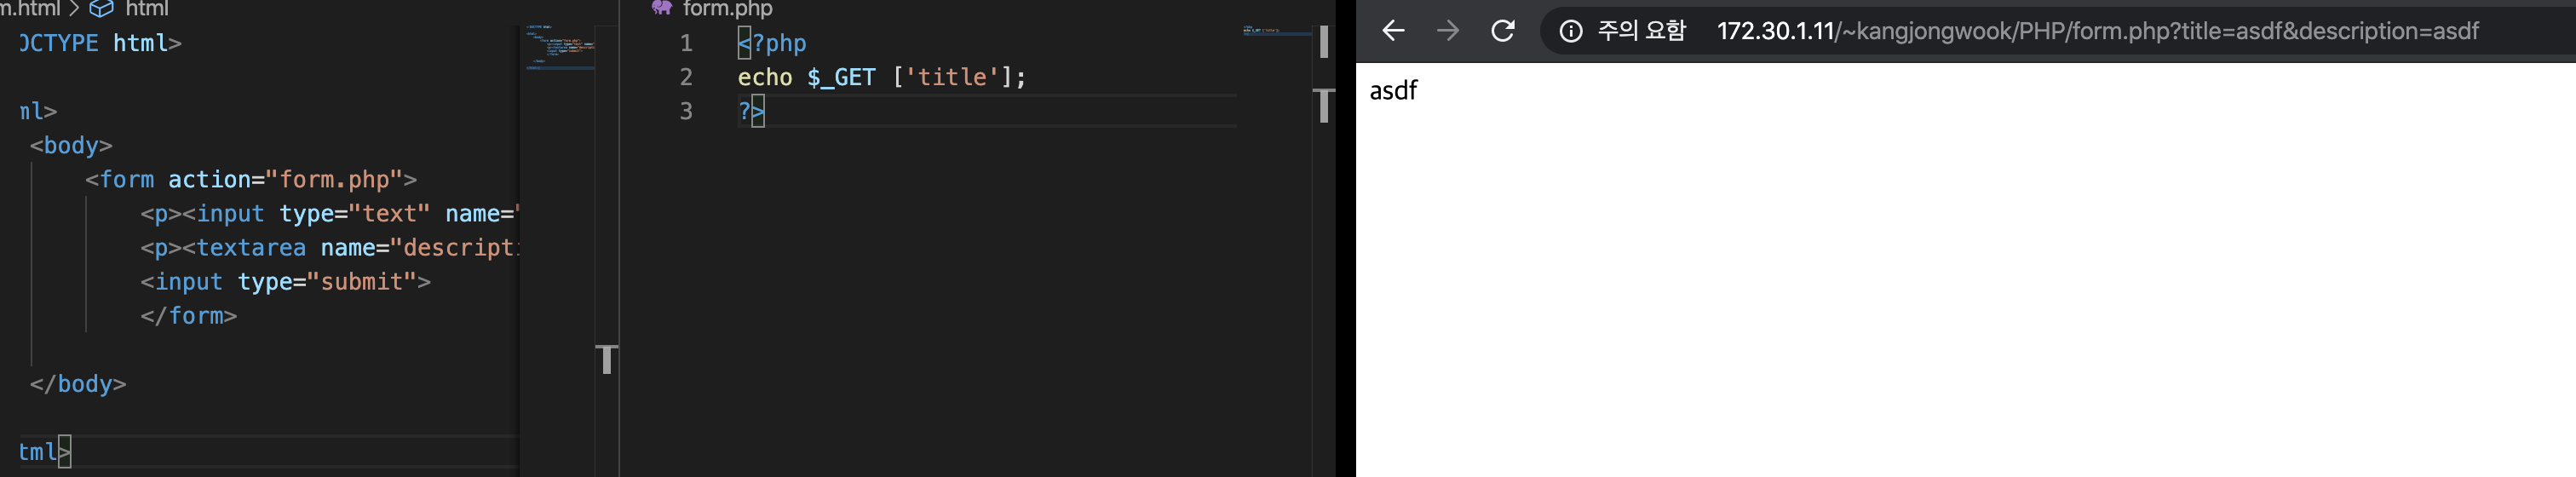 m.html > html
OCTYPE html>
ml>
<body>
<form action="form.php">
<p><input type="text" name="
<p><textarea name="descripti
<input type="submit">
</form>
</body>
tml>
form.php
1 <?php
2 echo $_GET ['title'];
3 ?>
주의 요함 172.30.1.11/~kangjongwook/PHP/form.php?title=asdf&description=asdf
asdf